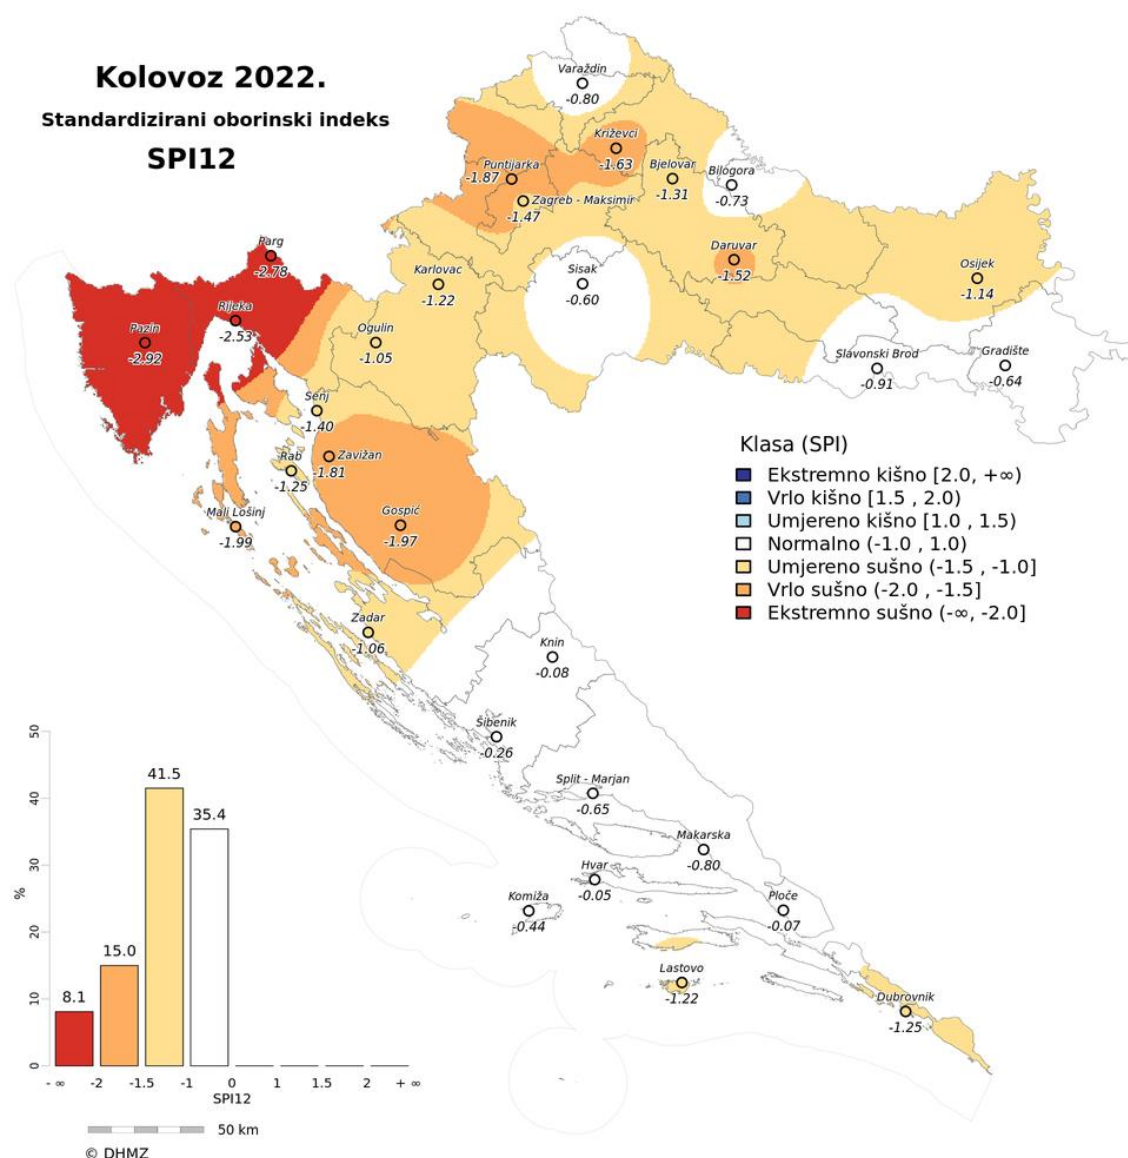 Kolovoz 2022.
Standardizirani oborinski indeks
SPI12
Varaždin
-0.80
Križevci
-1.63
Puntijarka
-1.87
Bjelovar
-1.31
Bilogora
-0.73
Zagreb - Maksimir
-1.47
Parg
-2.78
Daruvar
-1.52
Karlovac
-1.22
Sisak
-0.60
Osijek
-1.14
Rijeka
-2.53
Pazin
-2.92
Ogulin
-1.05
Slavonski Brod
-0.91
Gradište
-0.64
Senj
-1.40
Rab
-1.25
Zavižan
-1.81
Mali Lošinj
-1.99
Gospić
-1.97
Klasa (SPI)
Ekstremno kišno [2.0, +∞)
Vrlo kišno [1.5 , 2.0)
Umjereno kišno [1.0 , 1.5)
Normalno (-1.0 , 1.0)
Umjereno sušno (-1.5 , -1.0]
Vrlo sušno (-2.0 , -1.5]
Ekstremno sušno (-∞, -2.0]
Zadar
-1.06
Knin
-0.08
Šibenik
-0.26
Split - Marjan
-0.65
Makarska
-0.80
Hvar
-0.05
Komiža
-0.44
Ploče
-0.07
Lastovo
-1.22
Dubrovnik
-1.25
50
40
30
20
10
0
%
8.1
15.0
41.5
35.4
- ∞ -2 -1.5 -1 0 1 1.5 2 + ∞
SPI12
50 km
© DHMZ